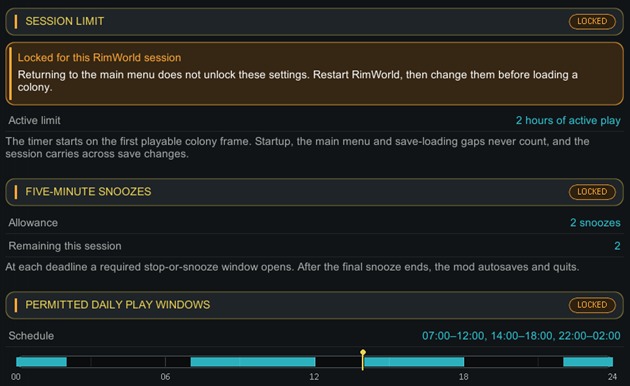 SESSION LIMIT
LOCKED
Locked for this RimWorld session
Returning to the main menu does not unlock these settings. Restart RimWorld, then change them before loading a
colony.
Active limit
2 hours of active play
The timer starts on the first playable colony frame. Startup, the main menu and save-loading gaps never count, and the
session carries across save changes.
FIVE-MINUTE SNOOZES
LOCKED
Allowance
2 snoozes
Remaining this session
2
At each deadline a required stop-or-snooze window opens. After the final snooze ends, the mod autosaves and quits.
PERMITTED DAILY PLAY WINDOWS
LOCKED
Schedule
07:00–12:00, 14:00–18:00, 22:00–02:00
00
06
12
18
24